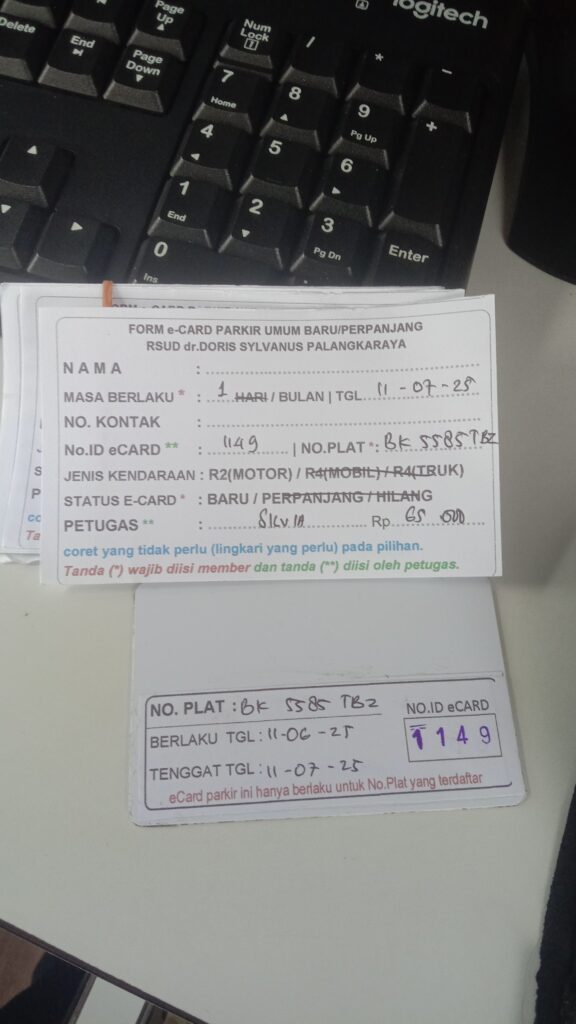 logitech
Delete
End
Page Up
Page Down
Num Lock
/
*
-
7 Home
8
9 Pg Up
+
4
5
6
1 End
2
3 Pg Dn
Enter
0 Ins
FORM e-CARD PARKIR UMUM BARU/PERPANJANG
RSUD dr.DORIS SYLVANUS PALANGKARAYA
NAMA :
MASA BERLAKU * : 1 HARI / BULAN | TGL 11-07-25
NO. KONTAK :
No.ID eCARD ** : 1149 | NO.PLAT *: BK 5585 TBZ
JENIS KENDARAAN : R2(MOTOR) / R4(MOBIL) / R4(TRUK)
STATUS E-CARD * : BARU / PERPANJANG / HILANG
PETUGAS ** : Rp 65 000
coret yang tidak perlu (lingkari yang perlu) pada pilihan.
Tanda (*) wajib diisi member dan tanda (**) diisi oleh petugas.
NO. PLAT : BK 5585 TBZ
NO.ID eCARD
1149
BERLAKU TGL : 11-06-25
TENGGAT TGL : 11-07-25
eCard parkir ini hanya berlaku untuk No.Plat yang terdaftar